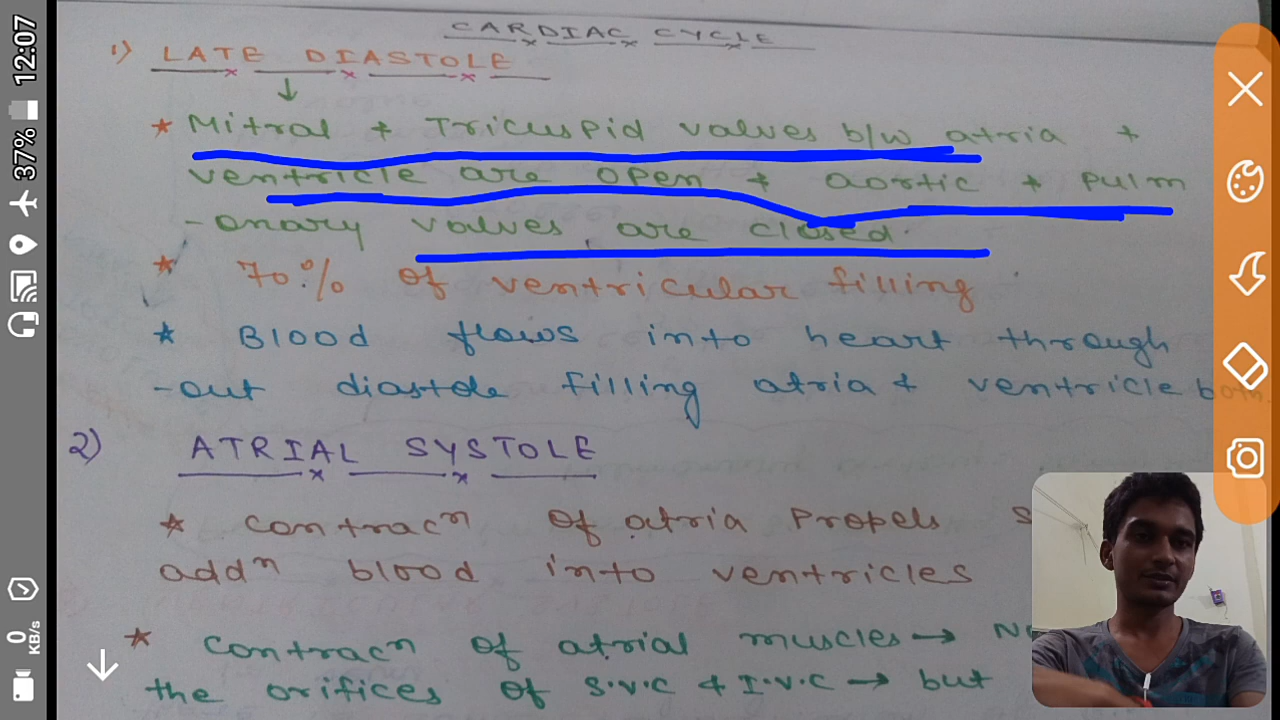 CARDIAC CYCLE
1) LATE DIASTOLE
↓
* Mitral + Tricuspid valves b/w atria +
ventricle are open + aortic + pulm
-onary valves are closed.
* 70% of ventricular filling
* Blood flows into heart through
-out diastole filling atria + ventricle both.
2) ATRIAL SYSTOLE
* contracn of atria propels s
addn blood into ventricles
* contracn of atrial muscles → N
the orifices of S.V.C & I.V.C → but
12:07
37%
0 KB/s